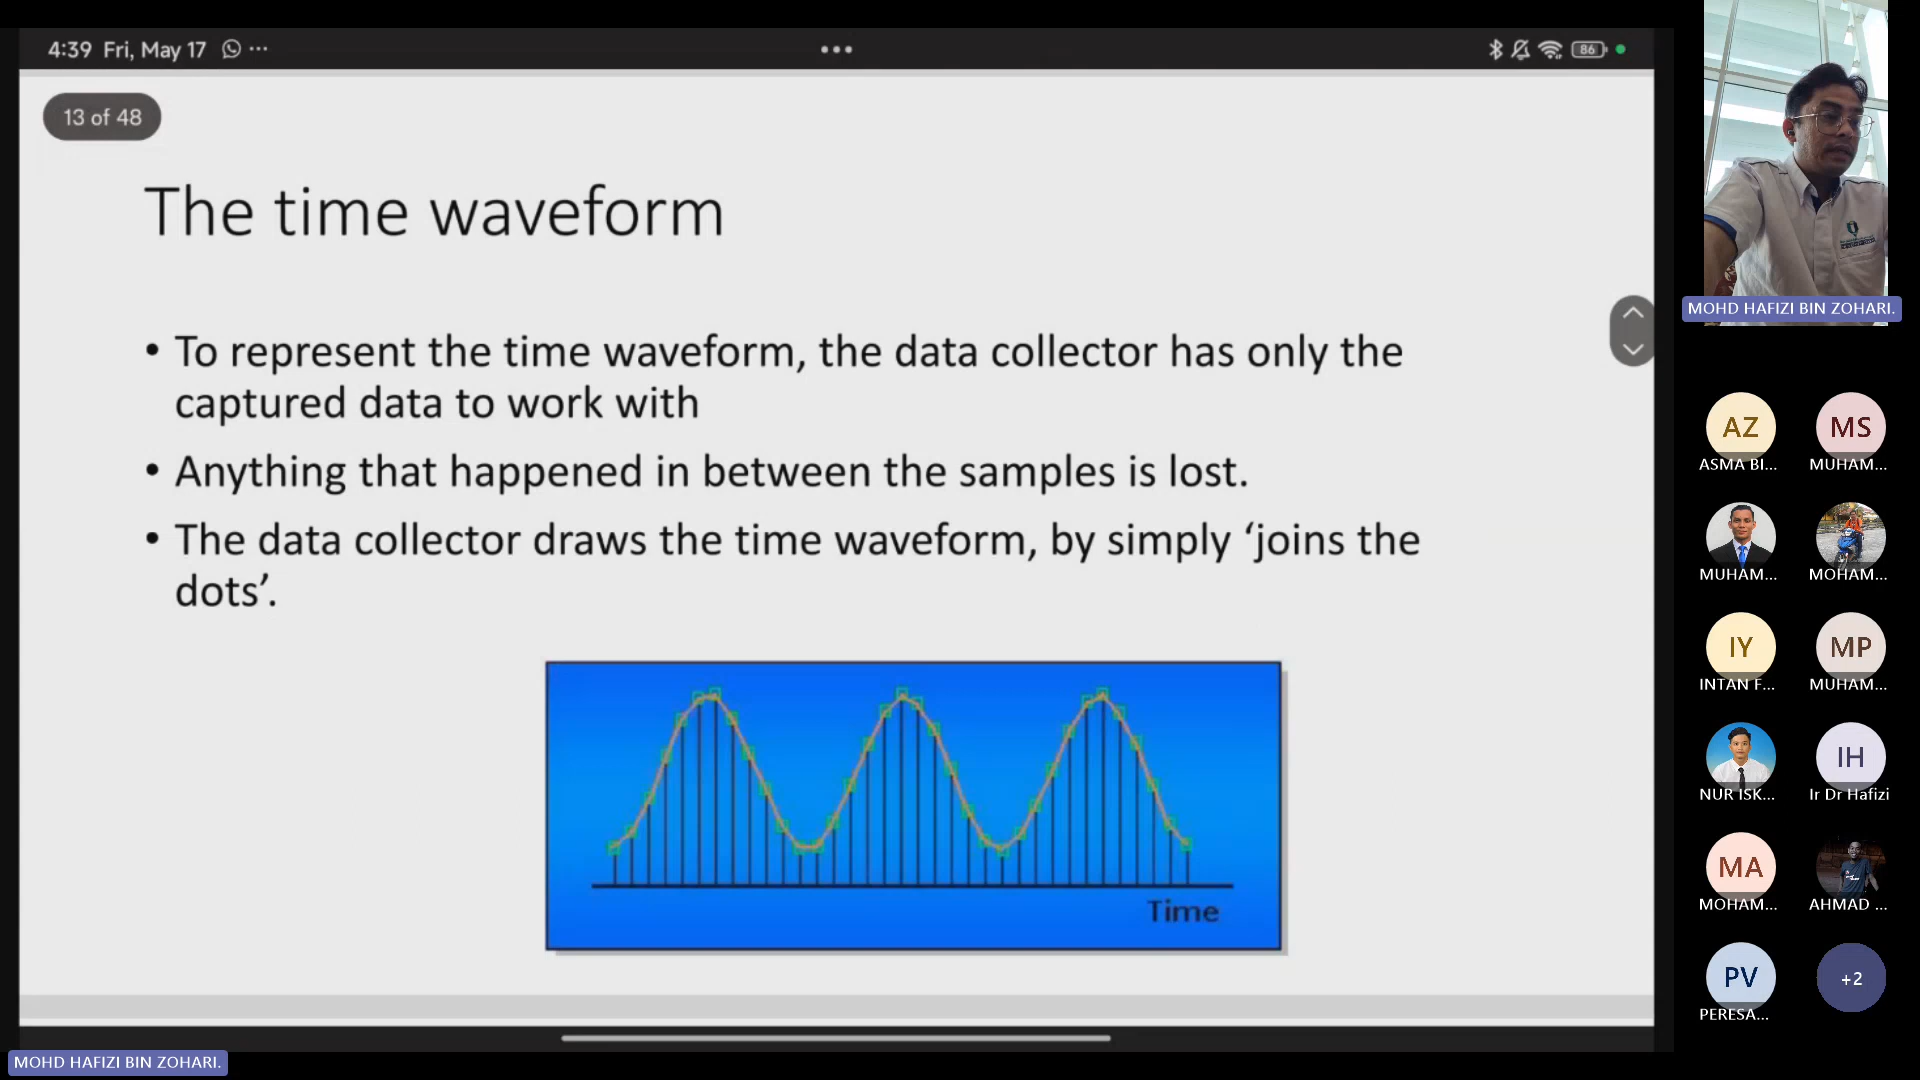 4:39 Fri, May 17
86
13 of 48
The time waveform
• To represent the time waveform, the data collector has only the
captured data to work with
• Anything that happened in between the samples is lost.
• The data collector draws the time waveform, by simply ‘joins the
dots’.
Time
MOHD HAFIZI BIN ZOHARI.
MOHD HAFIZI BIN ZOHARI.
AZ MS
ASMA BI... MUHAM...
MUHAM... MOHAM...
IY MP
INTAN F... MUHAM...
IH
NUR ISK... Ir Dr Hafizi
MA
MOHAM... AHMAD ...
PV +2
PERESA...